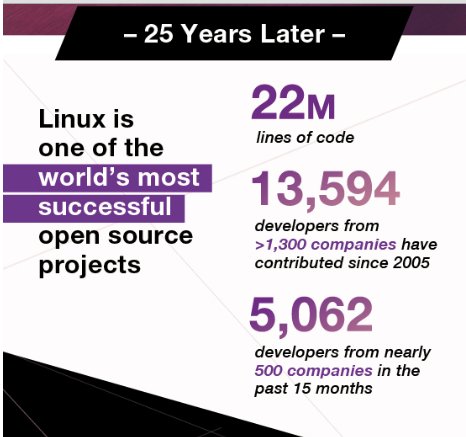 – 25 Years Later –
Linux is
one of the
world's most
successful
open source
projects
22M
lines of code
13,594
developers from
>1,300 companies have
contributed since 2005
5,062
developers from nearly
500 companies in the
past 15 months